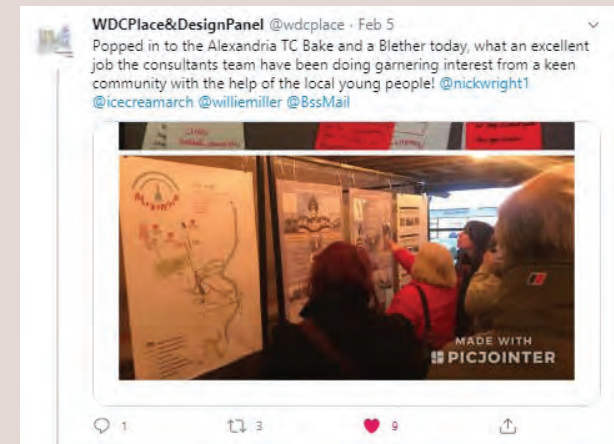 WDCPlace&DesignPanel @wdcplace · Feb 5
Popped in to the Alexandria TC Bake and a Blether today, what an excellent
job the consultants team have been doing garnering interest from a keen
community with the help of the local young people! @nickwright1
@icecreamarch @williemiller @BssMail
MADE WITH
PICJOINTER
1
3
9